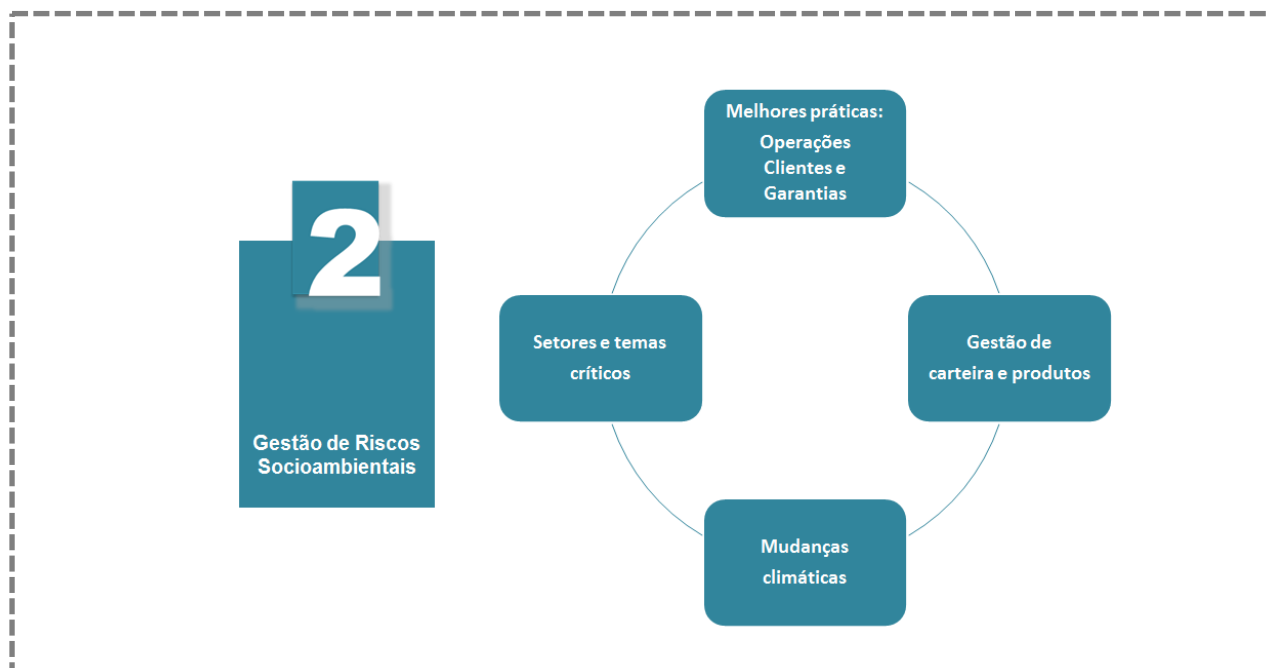 2
Gestão de Riscos
Socioambientais
Melhores práticas:
Operações
Clientes e
Garantias
Setores e temas
críticos
Gestão de
carteira e produtos
Mudanças
climáticas